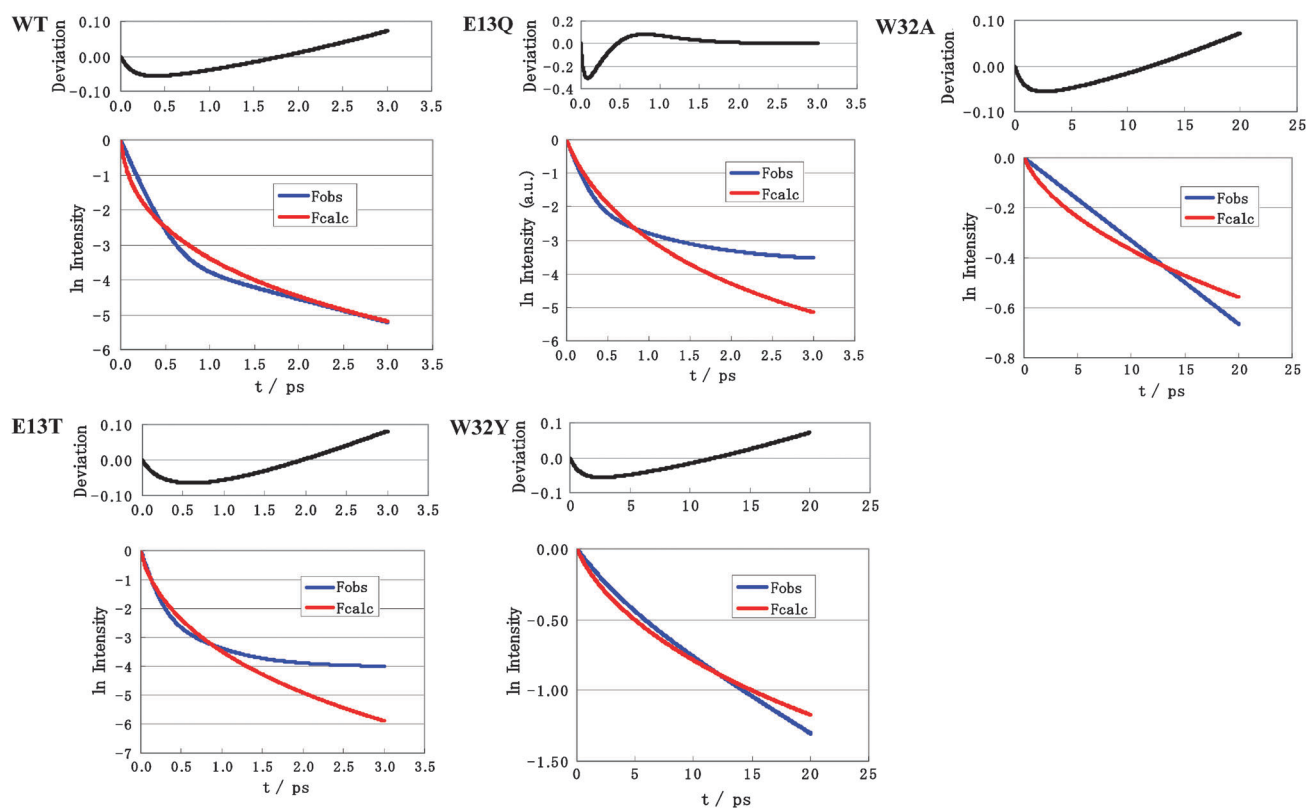 WT
Deviation
0.10
0.00
-0.10
0.0 0.5 1.0 1.5 2.0 2.5 3.0 3.5
ln Intensity
0
-1
-2
-3
-4
-5
-6
Fobs
Fcalc
0.0 0.5 1.0 1.5 2.0 2.5 3.0 3.5
t / ps
E13Q
Deviation
0.2
0.0
-0.2
-0.4
0.0 0.5 1.0 1.5 2.0 2.5 3.0 3.5
ln Intensity (a.u.)
0
-1
-2
-3
-4
-5
-6
Fobs
Fcalc
0.0 0.5 1.0 1.5 2.0 2.5 3.0 3.5
t / ps
W32A
Deviation
0.10
0.00
-0.10
0 5 10 15 20 25
ln Intensity
0.0
-0.2
-0.4
-0.6
-0.8
Fobs
Fcalc
0 5 10 15 20 25
t / ps
E13T
Deviation
0.10
0.00
-0.10
0.0 0.5 1.0 1.5 2.0 2.5 3.0 3.5
ln Intensity
0
-1
-2
-3
-4
-5
-6
-7
Fobs
Fcalc
0.0 0.5 1.0 1.5 2.0 2.5 3.0 3.5
t / ps
W32Y
Deviation
0.1
0.0
-0.1
0 5 10 15 20 25
ln Intensity
0.00
-0.50
-1.00
-1.50
Fobs
Fcalc
0 5 10 15 20 25
t / ps